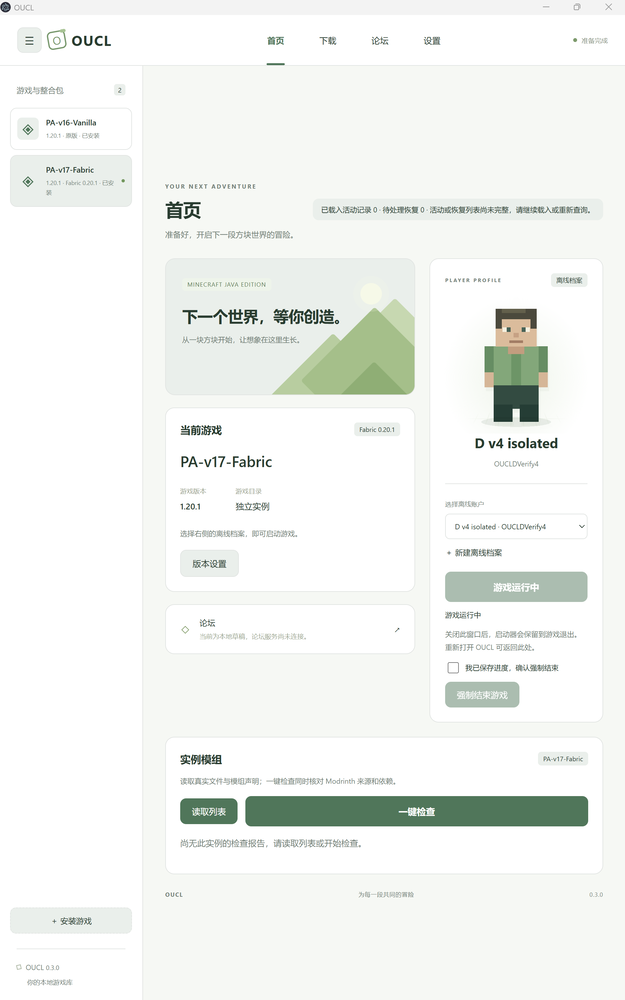 OUCL
OUCL
首页 下载 论坛 设置
准备完成
游戏与整合包 2
PA-v16-Vanilla
1.20.1 · 原版 · 已安装
PA-v17-Fabric
1.20.1 · Fabric 0.20.1 · 已安
装
YOUR NEXT ADVENTURE
首页
准备好，开启下一段方块世界的冒险。
已载入活动记录 0 · 待处理恢复 0 · 活动或恢复列表尚未完整，请继续载入或重新查询。
MINECRAFT JAVA EDITION
下一个世界，等你创造。
从一块方块开始，让想象在这里生长。
当前游戏 Fabric 0.20.1
PA-v17-Fabric
游戏版本 游戏目录
1.20.1 独立实例
选择右侧的离线档案，即可启动游戏。
版本设置
论坛
当前为本地草稿，论坛服务尚未连接。
PLAYER PROFILE 离线档案
D v4 isolated
OUCLDVerify4
选择离线账户
D v4 isolated · OUCLDVerify4
+ 新建离线档案
游戏运行中
游戏运行中
关闭此窗口后，启动器会保留到游戏退出。
重新打开 OUCL 可返回此处。
我已保存进度，确认强制结束
强制结束游戏
实例模组 PA-v17-Fabric
读取真实文件与模组声明；一键检查同时核对 Modrinth 来源和依赖。
读取列表 一键检查
尚无此实例的检查报告，请读取列表或开始检查。
OUCL 为每一段共同的冒险 0.3.0
+ 安装游戏
OUCL 0.3.0
你的本地游戏库